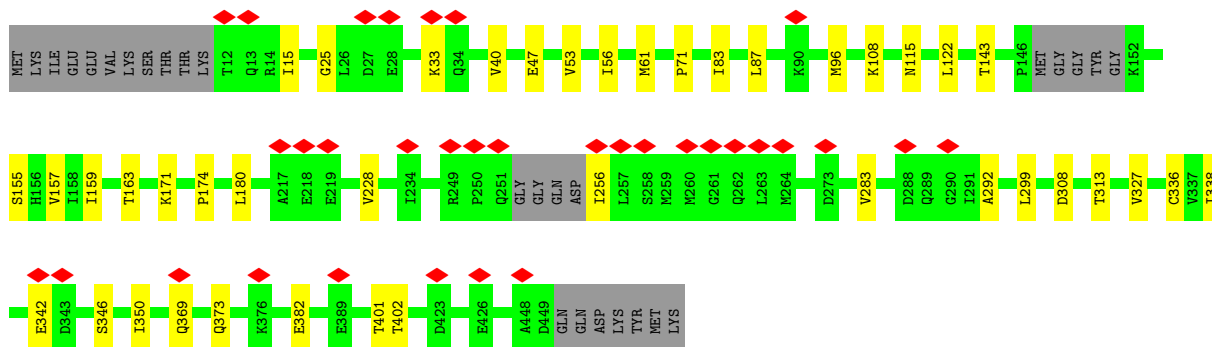 MET LYS ILE GLU GLU VAL LYS SER THR THR LYS T12 Q13 R14 I15 G25 L26 D27 E28 K33 Q34 V40 E47 V53 I56 M61 P71 I83 L87 K90 M96 K108 N115 L122 T143 P146 MET GLY GLY TYR GLY K152
S155 H156 V157 I158 I159 T163 K171 P174 L180 A217 E218 E219 V228 I234 R249 P250 Q251 GLY GLY GLN ASP I256 L257 S258 M259 M260 G261 Q262 L263 M264 D273 V283 D288 Q289 G290 I291 A292 L299 D308 T313 V327 C336 V337 I338
E342 D343 S346 I350 Q369 Q373 K376 E382 E389 T401 T402 D423 E426 A448 D449 GLN GLN ASP LYS TYR MET LYS